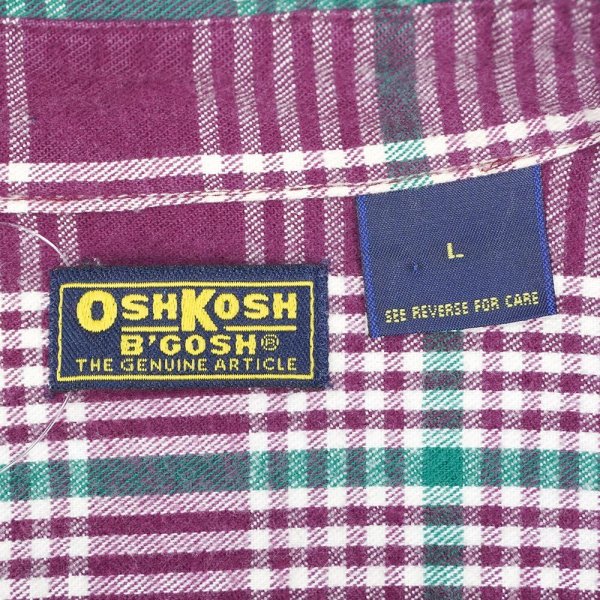 OSHKOSH
B'GOSH®
THE GENUINE ARTICLE
L
SEE REVERSE FOR CARE